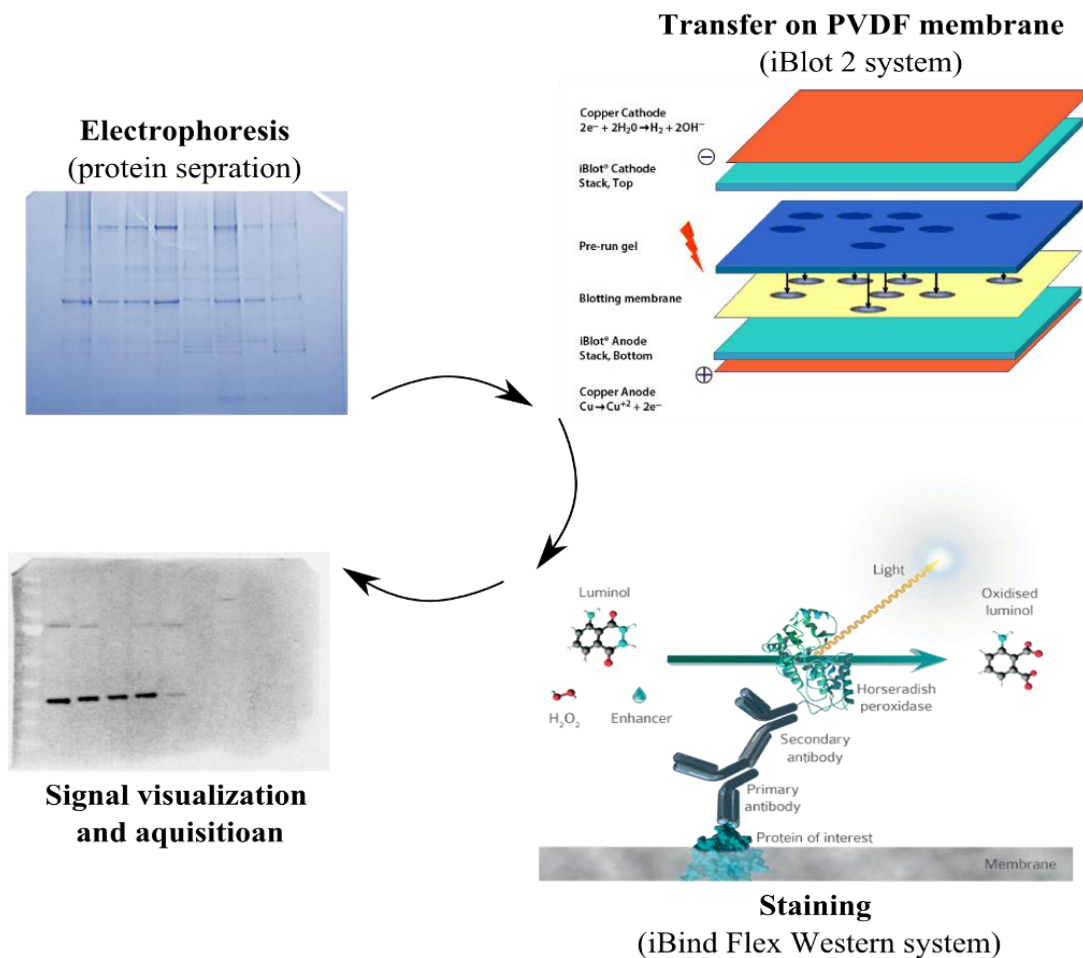 Electrophoresis
(protein sepration)
Transfer on PVDF membrane
(iBlot 2 system)
Copper Cathode
2e⁻ + 2H₂0→H₂ + 2OH⁻
−
iBlot® Cathode
Stack, Top
Pre-run gel
Blotting membrane
iBlot® Anode
Stack, Bottom
+
Copper Anode
Cu→Cu⁺² + 2e⁻
Light
Luminol
Oxidised
luminol
H₂O₂
Enhancer
Horseradish
peroxidase
Secondary
antibody
Primary
antibody
Protein of interest
Membrane
Staining
(iBind Flex Western system)
Signal visualization
and aquisitioan